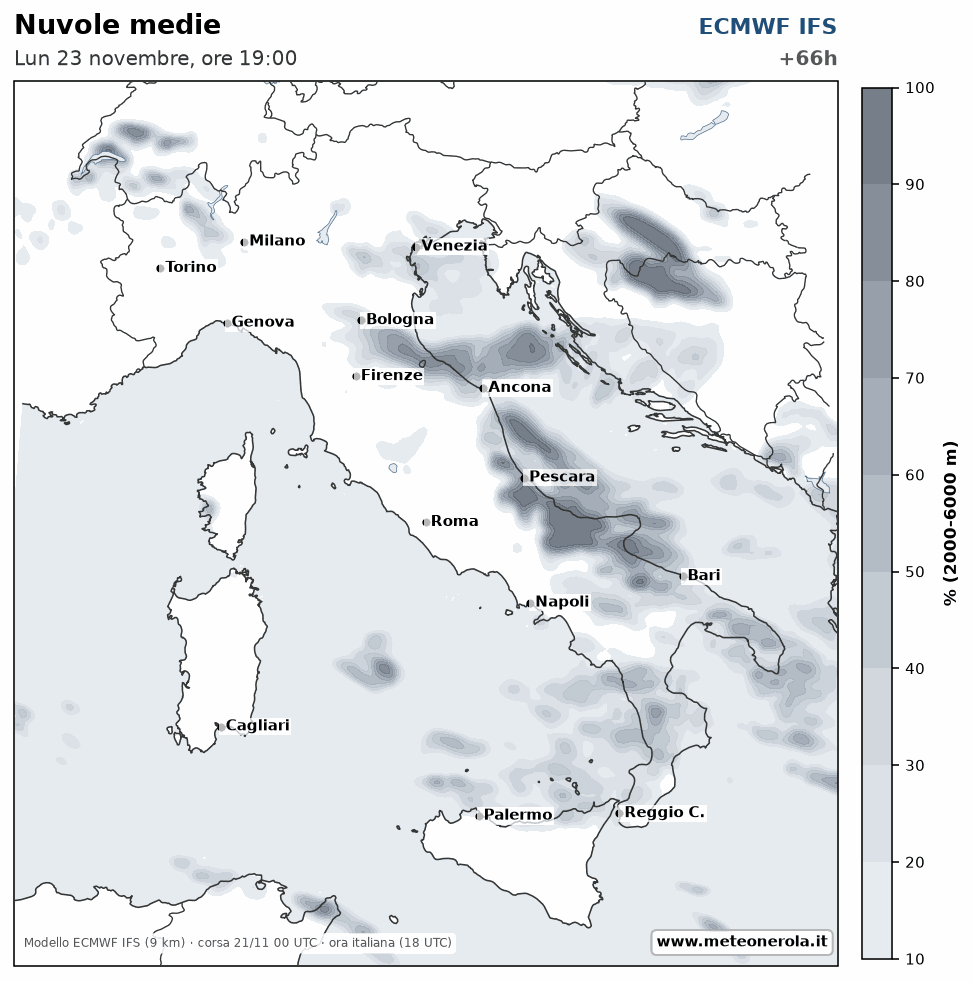 Nuvole medie
ECMWF IFS
Lun 23 novembre, ore 19:00
+66h
Milano
Venezia
Torino
Genova
Bologna
Firenze
Ancona
Pescara
Roma
Bari
Napoli
Cagliari
Palermo
Reggio C.
100
90
80
70
60
50
40
30
20
10
% (2000-6000 m)
Modello ECMWF IFS (9 km) · corsa 21/11 00 UTC · ora italiana (18 UTC)
www.meteonerola.it